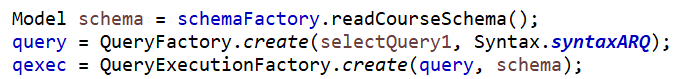 Model schema = schemaFactory.readCourseSchema();
query = QueryFactory.create(selectQuery1, Syntax.syntaxARQ);
qexec = QueryExecutionFactory.create(query, schema);